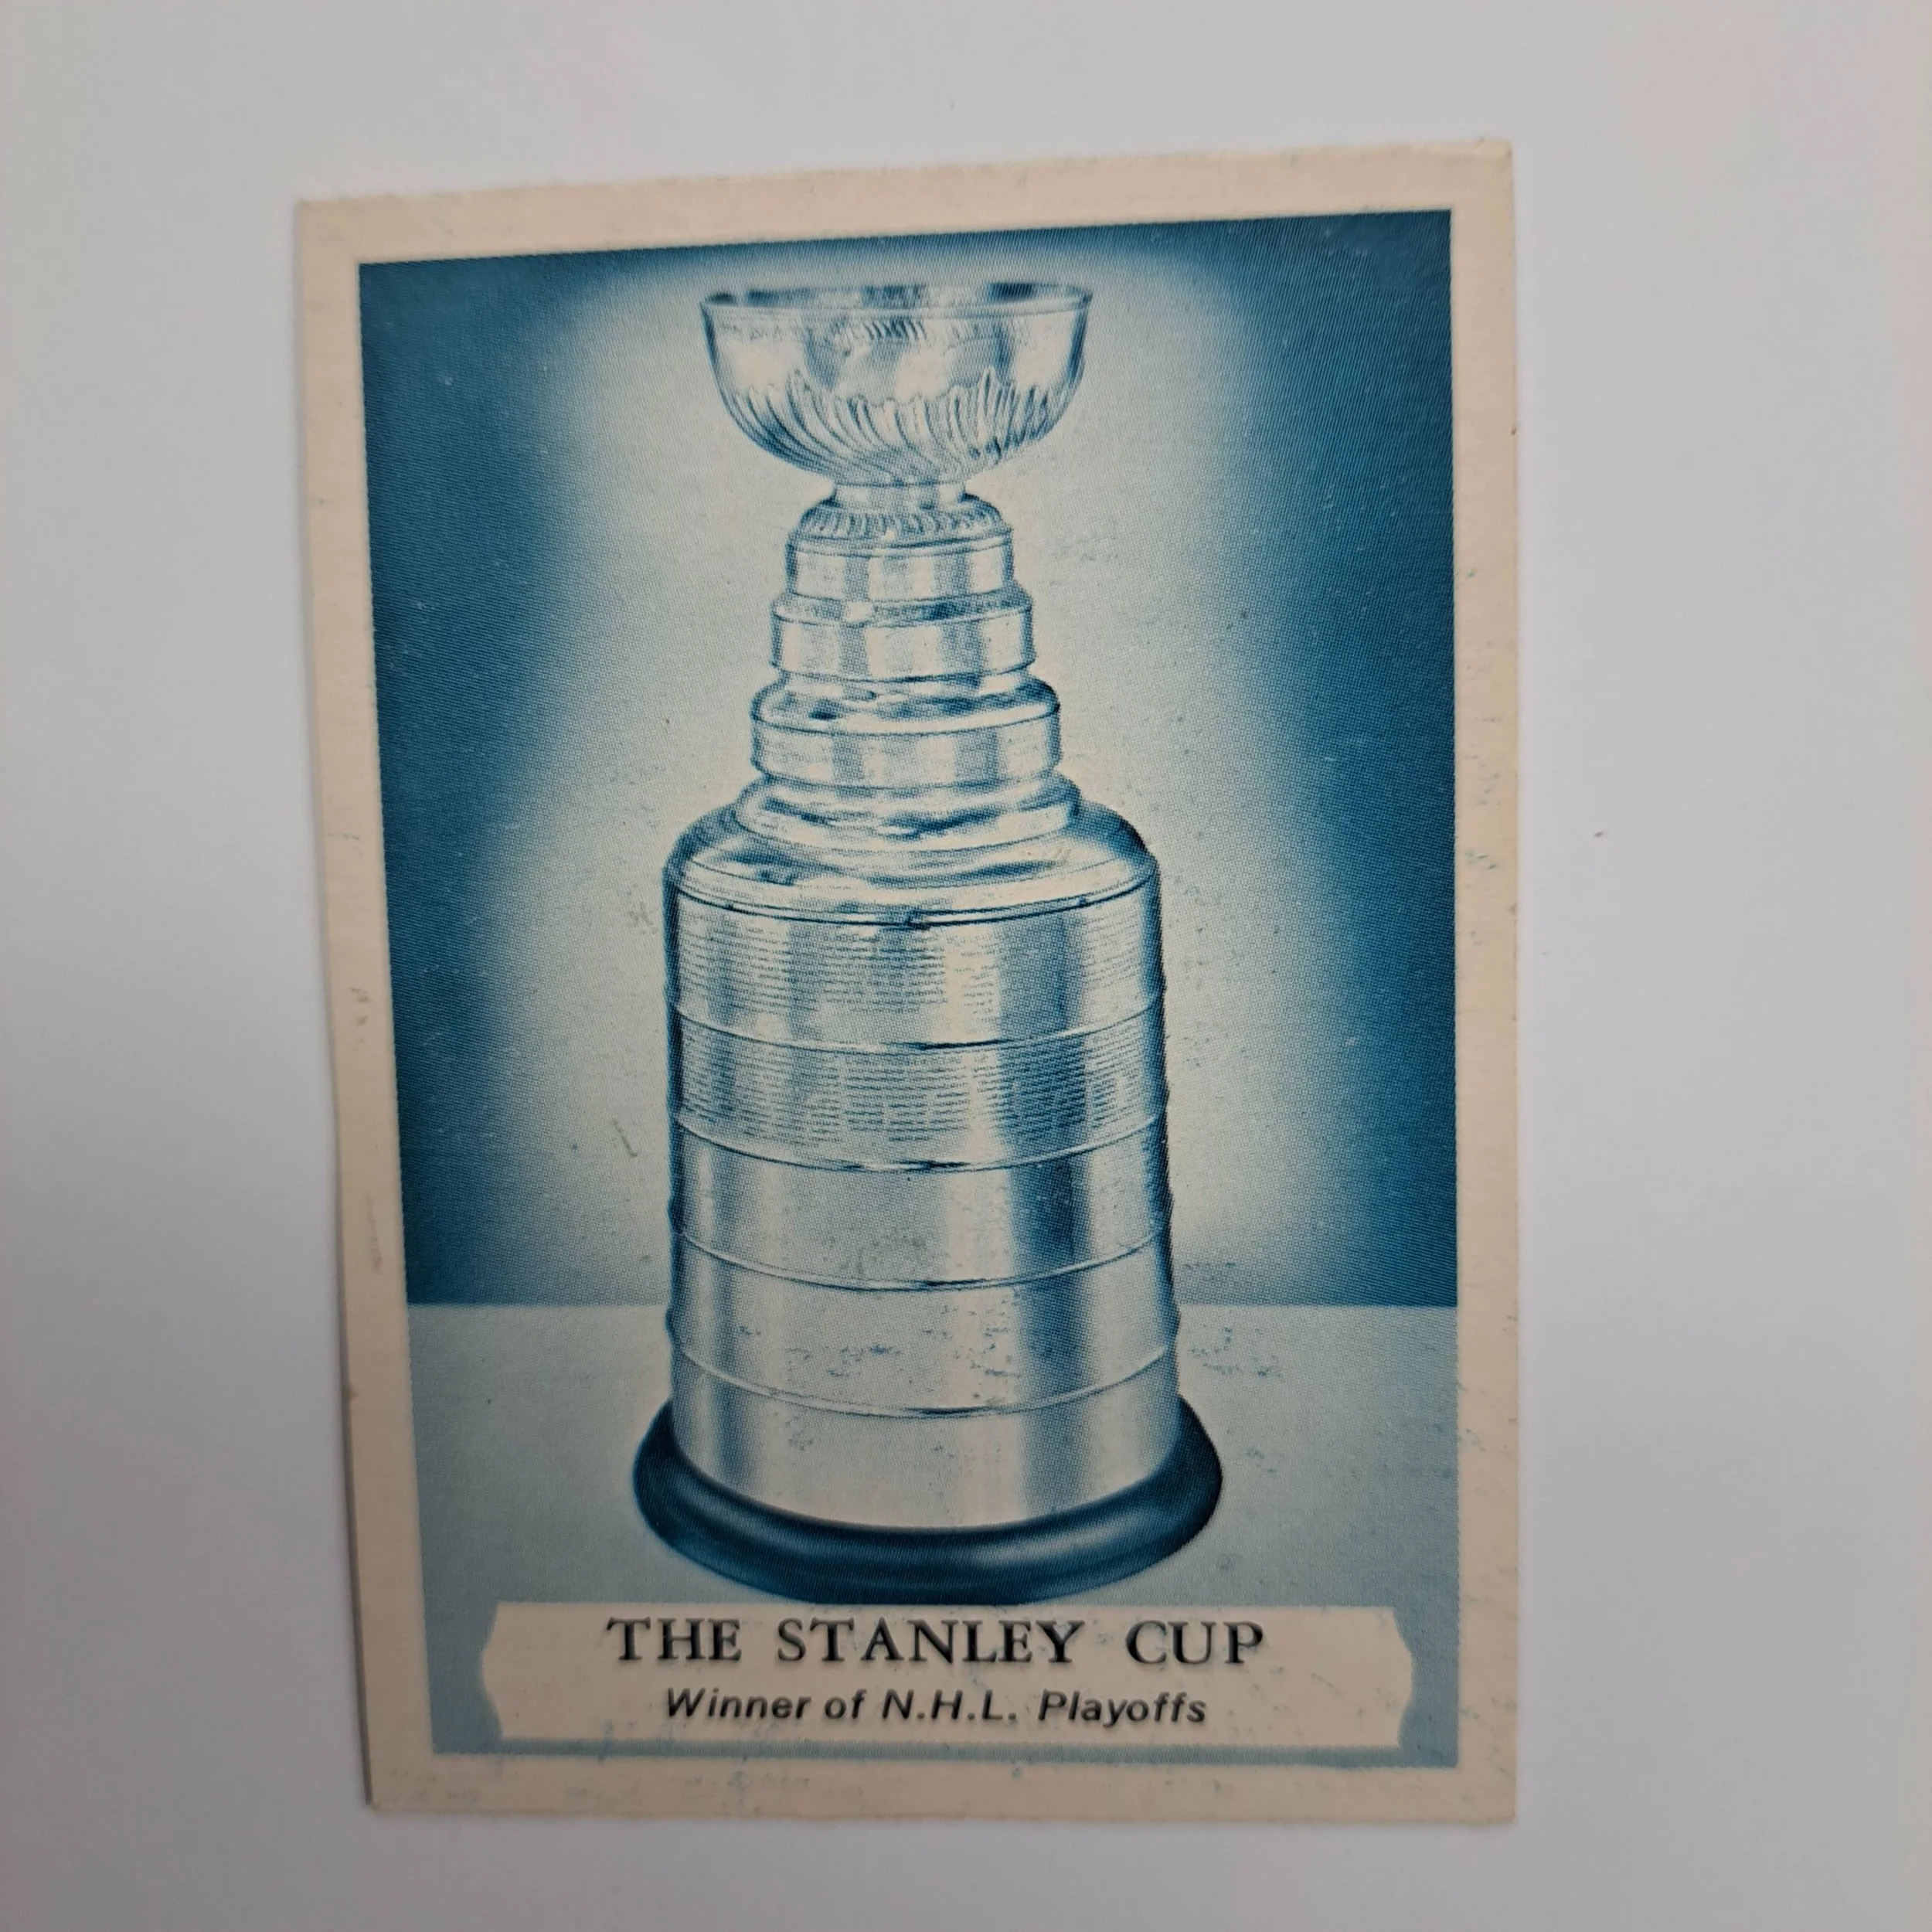 THE STANLEY CUP
Winner of N.H.L. Playoffs